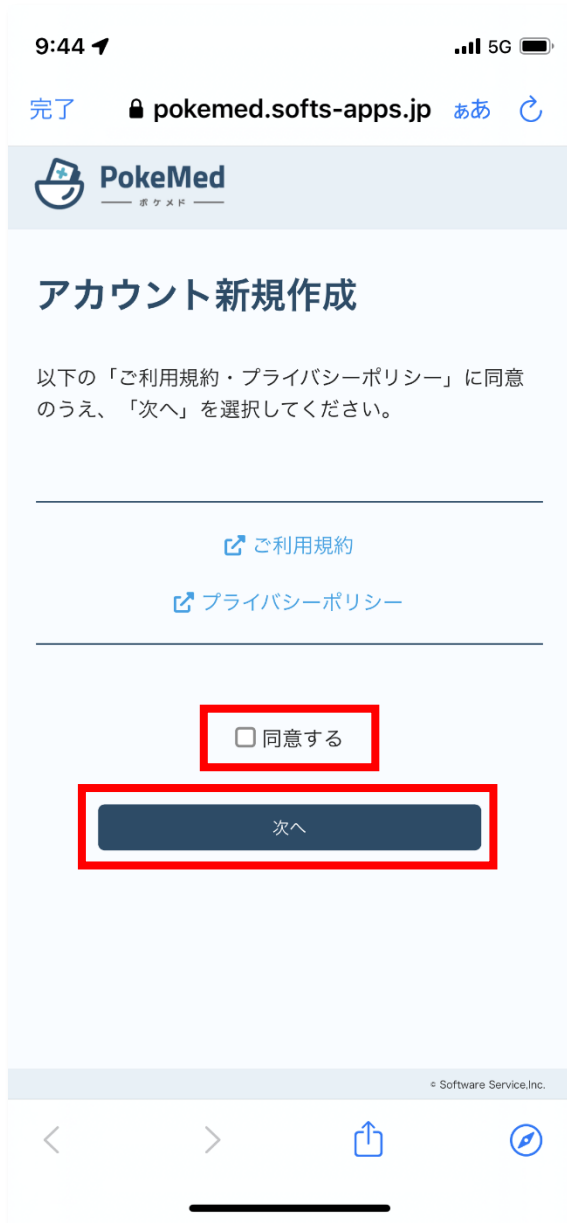 9:44
5G
完了
pokemed.softs-apps.jp
ぁあ
PokeMed
ポケメド
アカウント新規作成
以下の「ご利用規約・プライバシーポリシー」に同意
のうえ、「次へ」を選択してください。
ご利用規約
プライバシーポリシー
同意する
次へ
© Software Service,Inc.